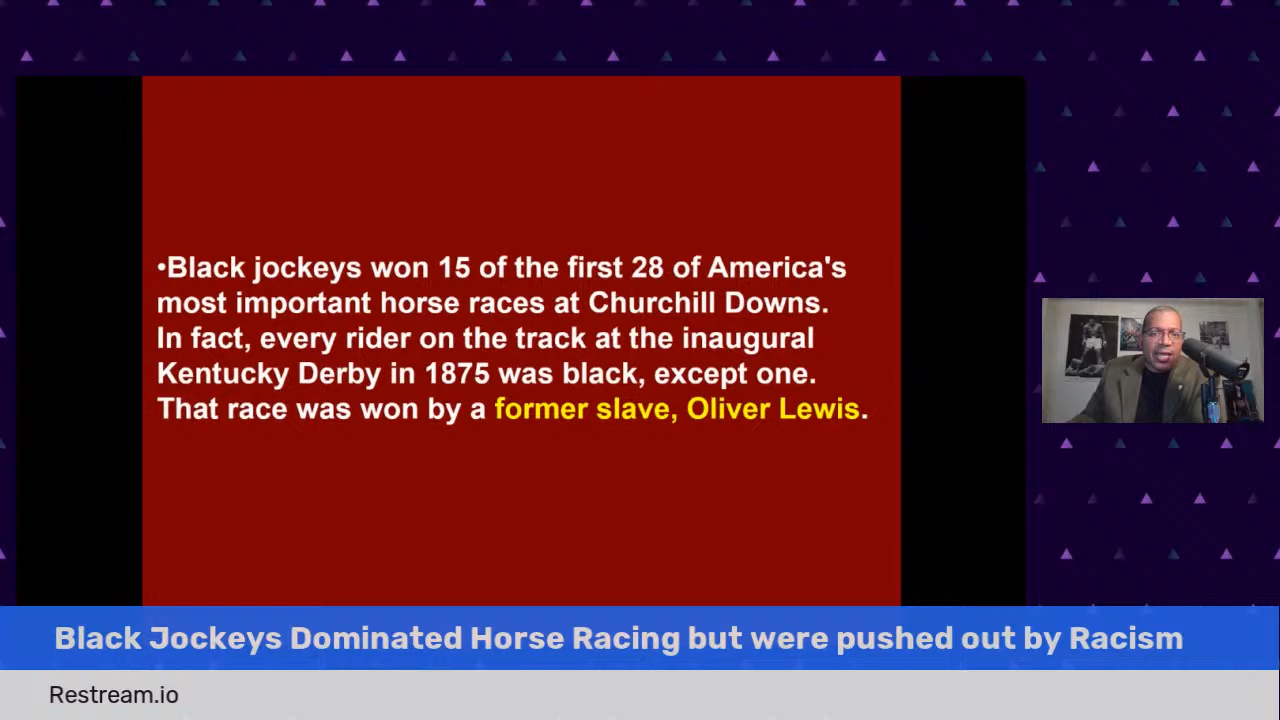 •Black jockeys won 15 of the first 28 of America's
most important horse races at Churchill Downs.
In fact, every rider on the track at the inaugural
Kentucky Derby in 1875 was black, except one.
That race was won by a former slave, Oliver Lewis.
Black Jockeys Dominated Horse Racing but were pushed out by Racism
Restream.io